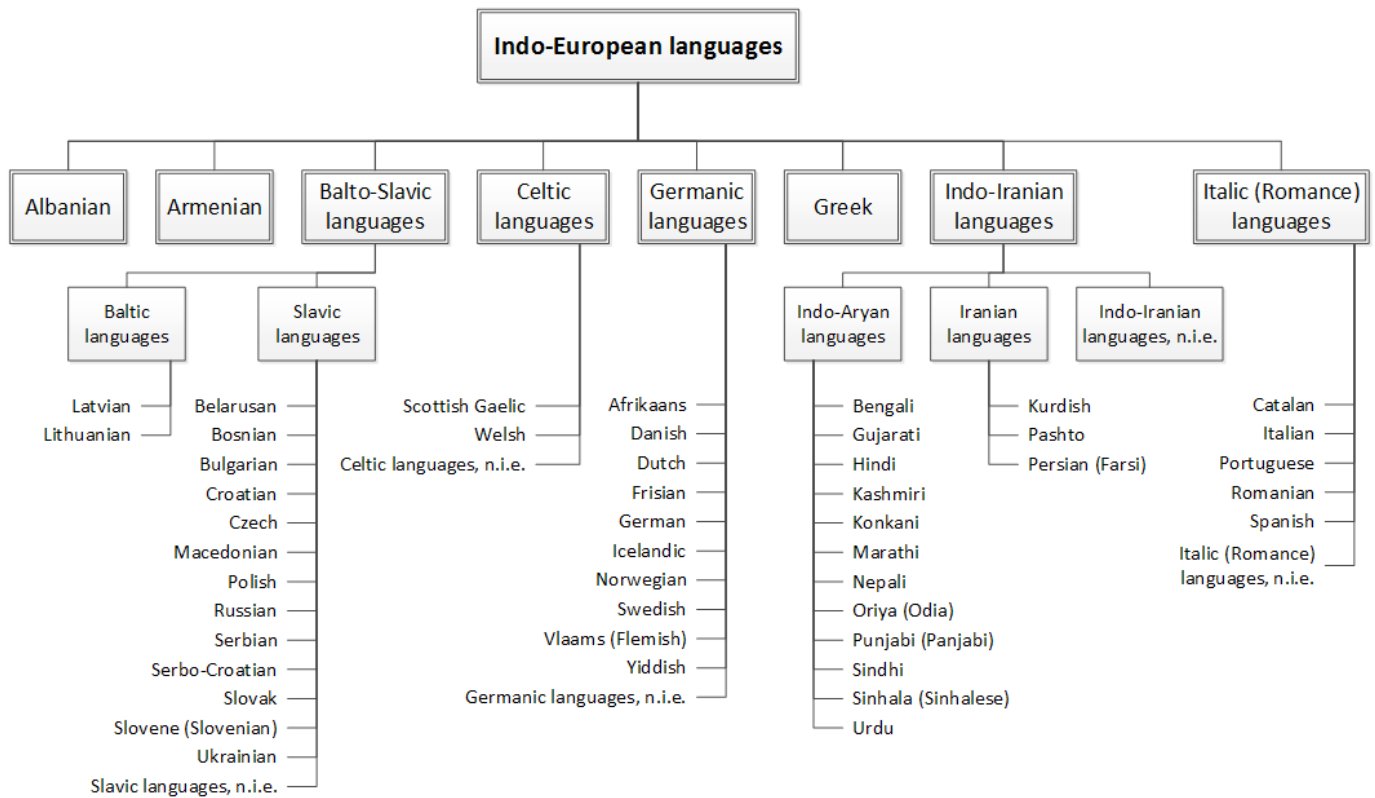 Indo-European languages
Albanian
Armenian
Balto-Slavic
languages
Celtic
languages
Germanic
languages
Greek
Indo-Iranian
languages
Italic (Romance)
languages
Baltic
languages
Slavic
languages
Indo-Aryan
languages
Iranian
languages
Indo-Iranian
languages, n.i.e.
Latvian
Lithuanian
Belarusan
Bosnian
Bulgarian
Croatian
Czech
Macedonian
Polish
Russian
Serbian
Serbo-Croatian
Slovak
Slovene (Slovenian)
Ukrainian
Slavic languages, n.i.e.
Scottish Gaelic
Welsh
Celtic languages, n.i.e.
Afrikaans
Danish
Dutch
Frisian
German
Icelandic
Norwegian
Swedish
Vlaams (Flemish)
Yiddish
Germanic languages, n.i.e.
Bengali
Gujarati
Hindi
Kashmiri
Konkani
Marathi
Nepali
Oriya (Odia)
Punjabi (Panjabi)
Sindhi
Sinhala (Sinhalese)
Urdu
Kurdish
Pashto
Persian (Farsi)
Catalan
Italian
Portuguese
Romanian
Spanish
Italic (Romance)
languages, n.i.e.